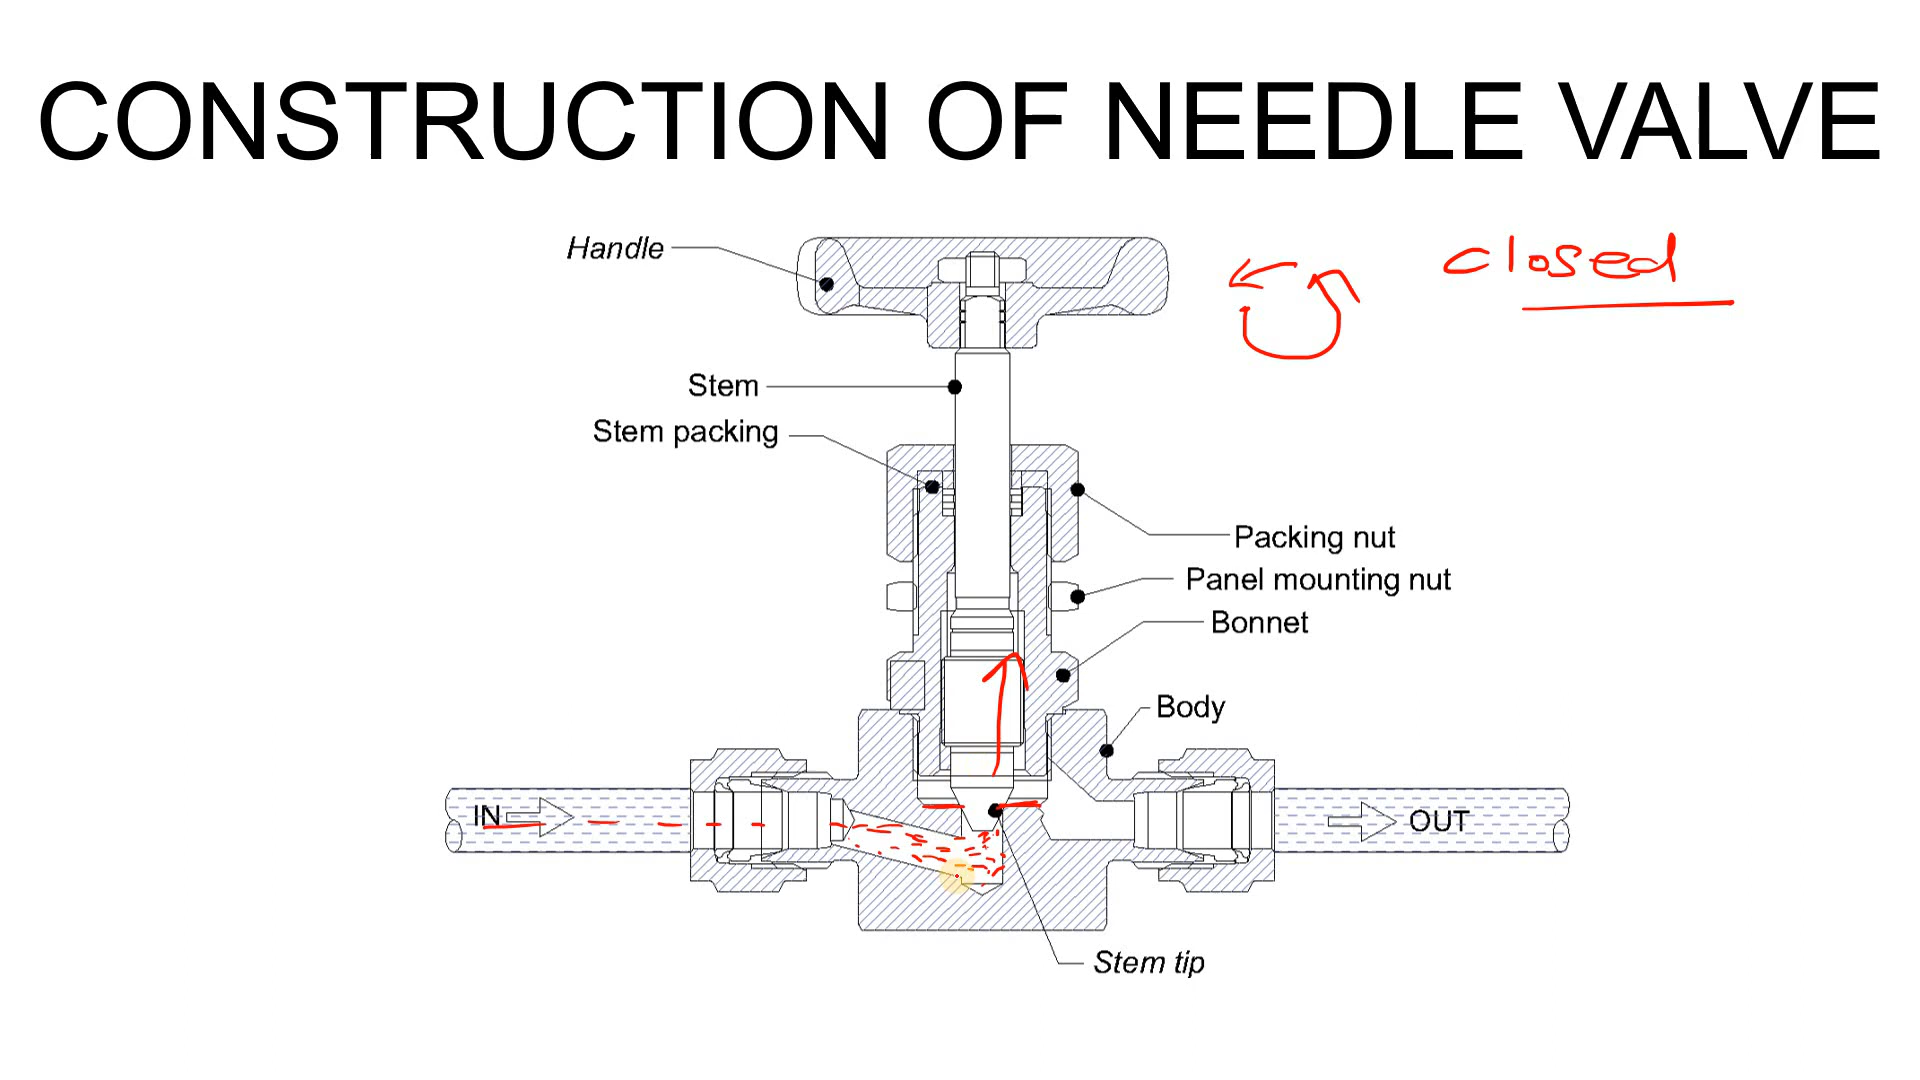 CONSTRUCTION OF NEEDLE VALVE
Handle
closed
Stem
Stem packing
Packing nut
Panel mounting nut
Bonnet
Body
IN
OUT
Stem tip